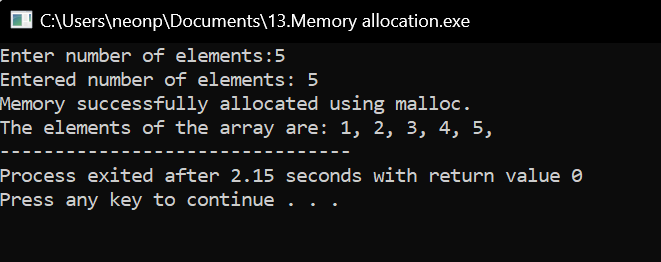 C:\Users\neonp\Documents\13.Memory allocation.exe
Enter number of elements:5
Entered number of elements: 5
Memory successfully allocated using malloc.
The elements of the array are: 1, 2, 3, 4, 5,
--------------------------------
Process exited after 2.15 seconds with return value 0
Press any key to continue . . .